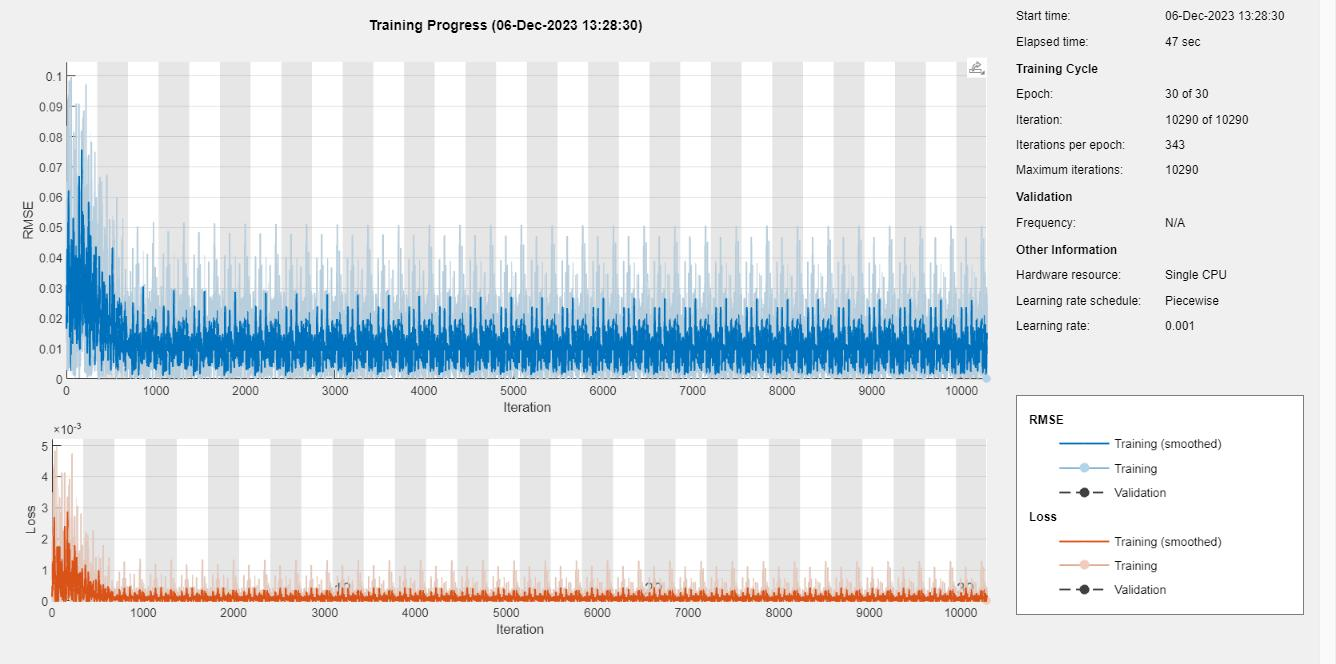 Training Progress (06-Dec-2023 13:28:30)
0.1
0.09
0.08
0.07
0.06
0.05
0.04
0.03
0.02
0.01
0
RMSE
0 1000 2000 3000 4000 5000 6000 7000 8000 9000 10000
Iteration
×10-3
5
4
3
2
1
0
Loss
10 20 30
0 1000 2000 3000 4000 5000 6000 7000 8000 9000 10000
Iteration
Start time: 06-Dec-2023 13:28:30
Elapsed time: 47 sec
Training Cycle
Epoch: 30 of 30
Iteration: 10290 of 10290
Iterations per epoch: 343
Maximum iterations: 10290
Validation
Frequency: N/A
Other Information
Hardware resource: Single CPU
Learning rate schedule: Piecewise
Learning rate: 0.001
RMSE
Training (smoothed)
Training
Validation
Loss
Training (smoothed)
Training
Validation